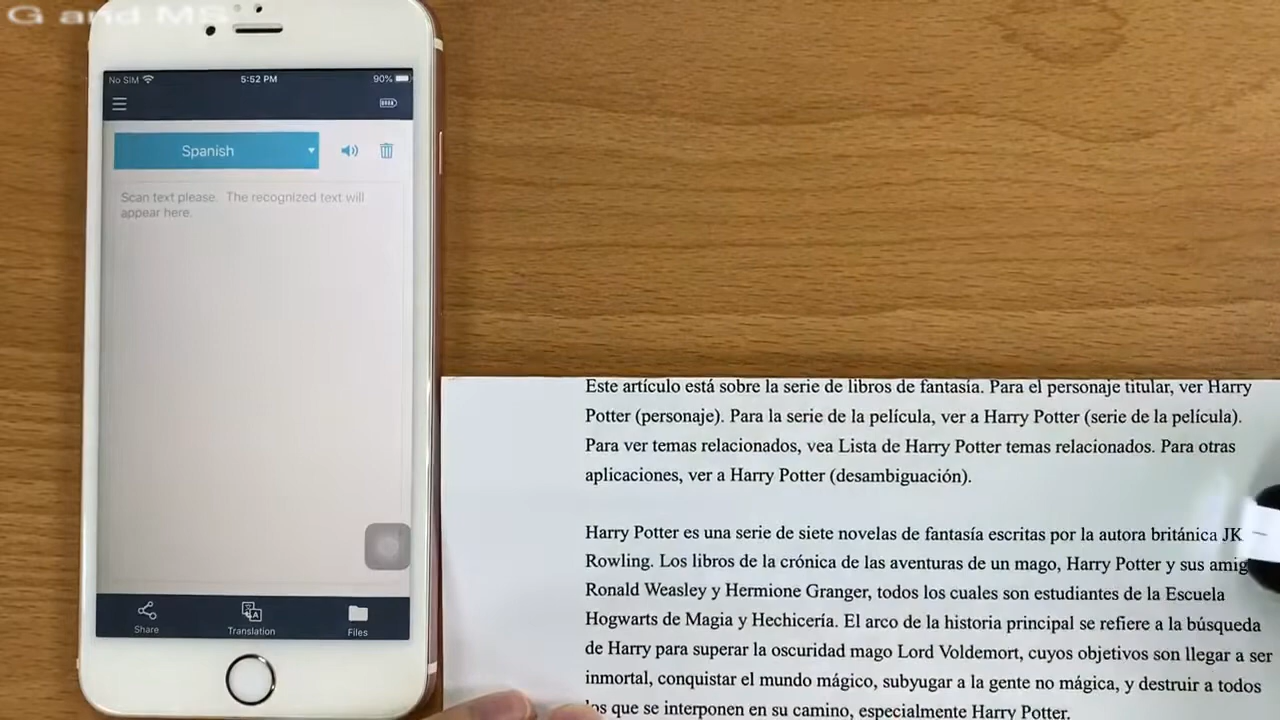 G and MS
No SIM 5:52 PM 90%
Spanish
Scan text please. The recognized text will
appear here.
Share Translation Files
Este artículo está sobre la serie de libros de fantasía. Para el personaje titular, ver Harry
Potter (personaje). Para la serie de la película, ver a Harry Potter (serie de la película).
Para ver temas relacionados, vea Lista de Harry Potter temas relacionados. Para otras
aplicaciones, ver a Harry Potter (desambiguación).
Harry Potter es una serie de siete novelas de fantasía escritas por la autora británica JK
Rowling. Los libros de la crónica de las aventuras de un mago, Harry Potter y sus amig
Ronald Weasley y Hermione Granger, todos los cuales son estudiantes de la Escuela
Hogwarts de Magia y Hechicería. El arco de la historia principal se refiere a la búsqueda
de Harry para superar la oscuridad mago Lord Voldemort, cuyos objetivos son llegar a ser
inmortal, conquistar el mundo mágico, subyugar a la gente no mágica, y destruir a todos
los que se interponen en su camino, especialmente Harry Potter.